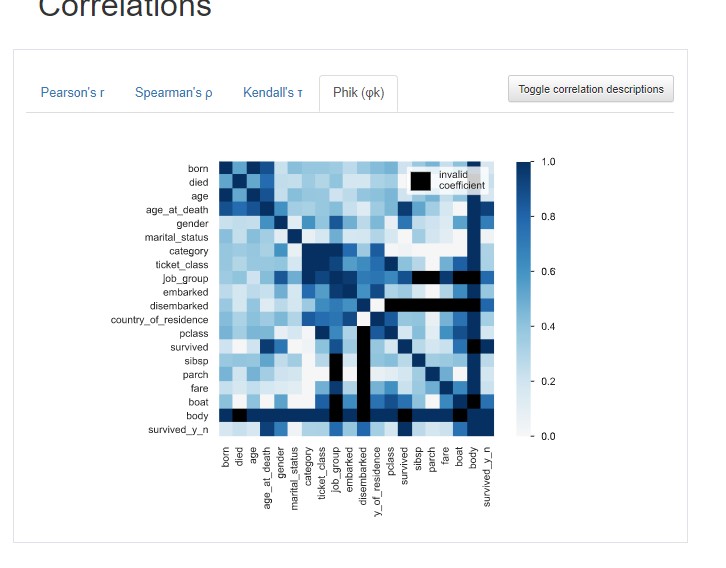 Correlations
Pearson's r
Spearman's ρ
Kendall's τ
Phik (φk)
Toggle correlation descriptions
born
died
age
age_at_death
gender
marital_status
category
ticket_class
job_group
embarked
disembarked
country_of_residence
pclass
survived
sibsp
parch
fare
boat
body
survived_y_n
invalid
coefficient
1.0
0.8
0.6
0.4
0.2
0.0
born
died
age
age_at_death
gender
marital_status
category
ticket_class
job_group
embarked
disembarked
y_of_residence
pclass
survived
sibsp
parch
fare
boat
body
survived_y_n